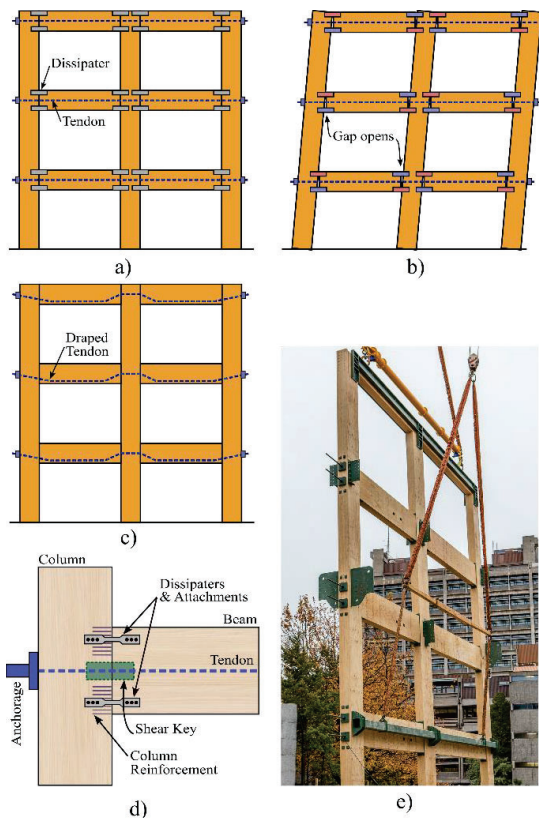 Dissipater
Tendon
a)
Gap opens
b)
Draped
Tendon
c)
Column
Dissipaters
& Attachments
Beam
Tendon
Anchorage
Shear Key
Column
Reinforcement
d)
e)